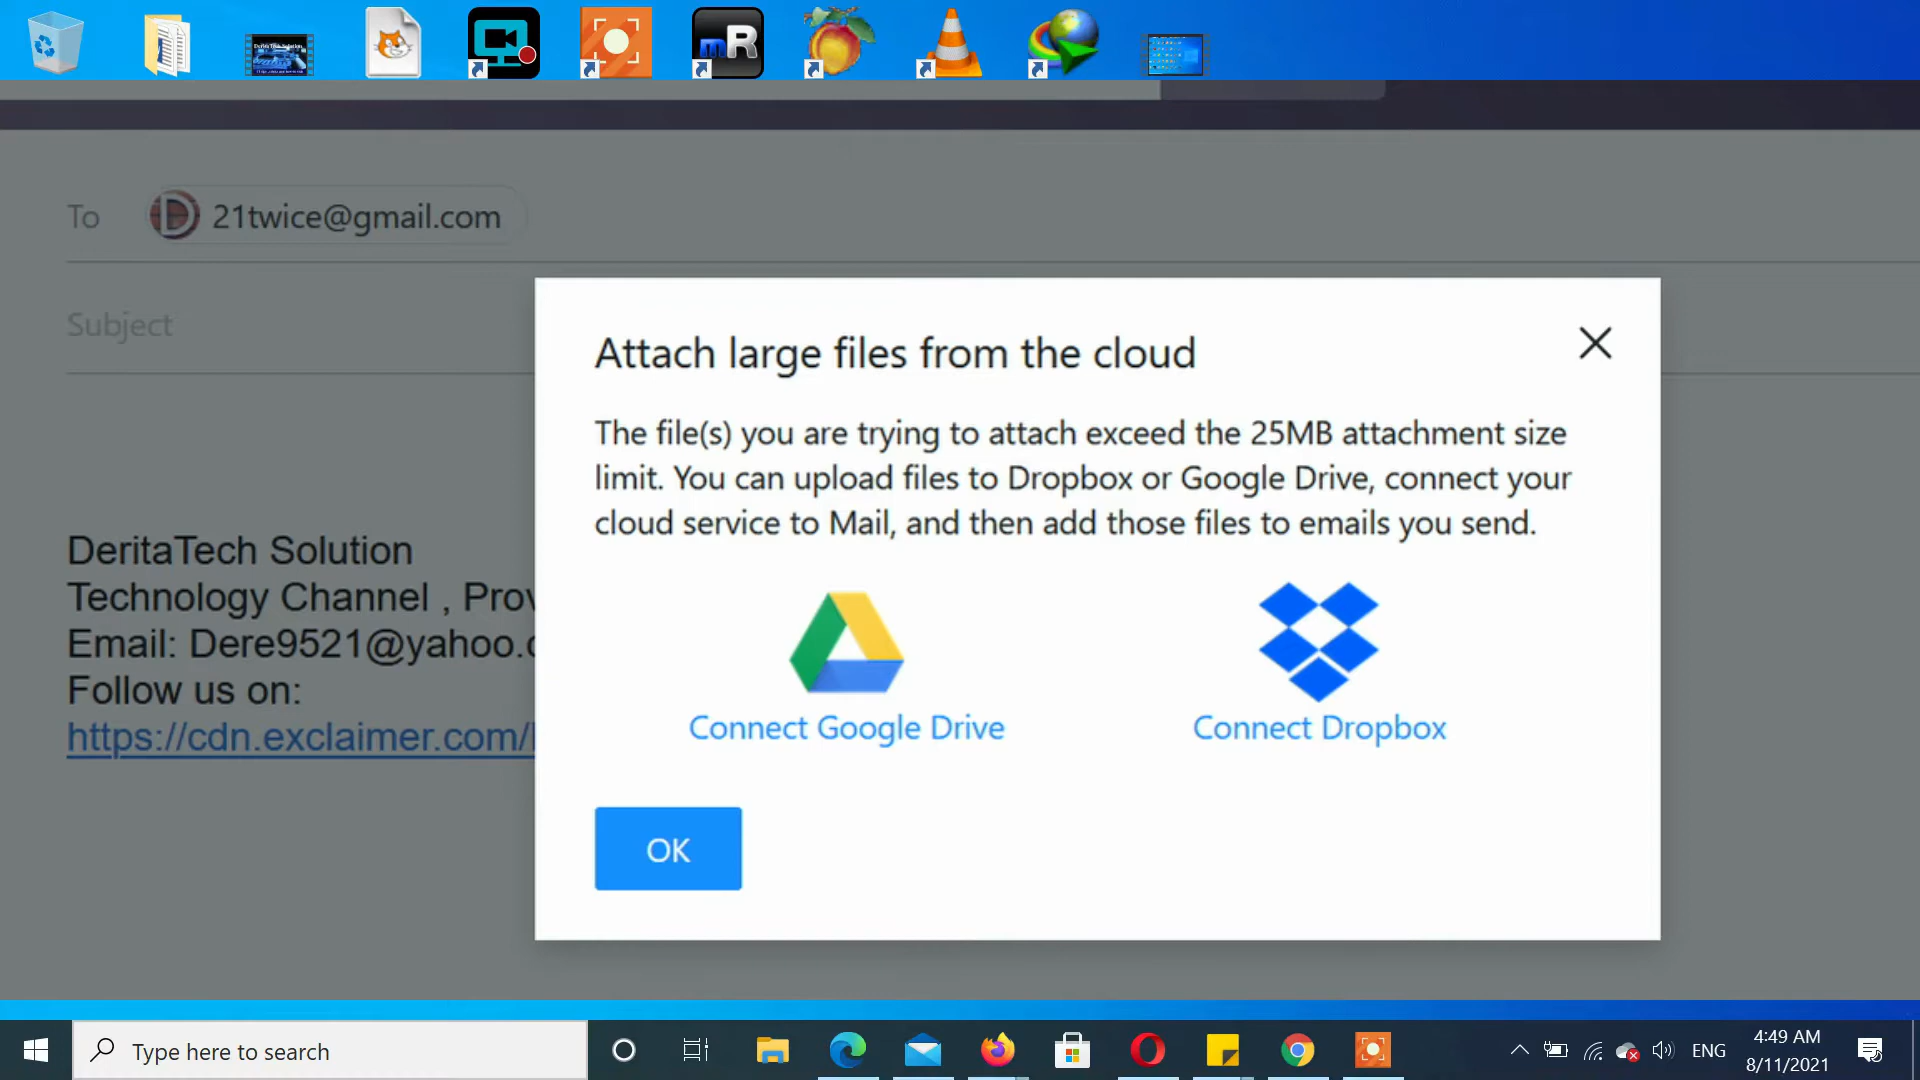 DeritaTech Solution
mR
To
D
21twice@gmail.com
Subject
Attach large files from the cloud
The file(s) you are trying to attach exceed the 25MB attachment size
limit. You can upload files to Dropbox or Google Drive, connect your
cloud service to Mail, and then add those files to emails you send.
Connect Google Drive
Connect Dropbox
OK
DeritaTech Solution
Technology Channel , Prov
Email: Dere9521@yahoo.c
Follow us on:
https://cdn.exclaimer.com/
Type here to search
ENG
4:49 AM
8/11/2021